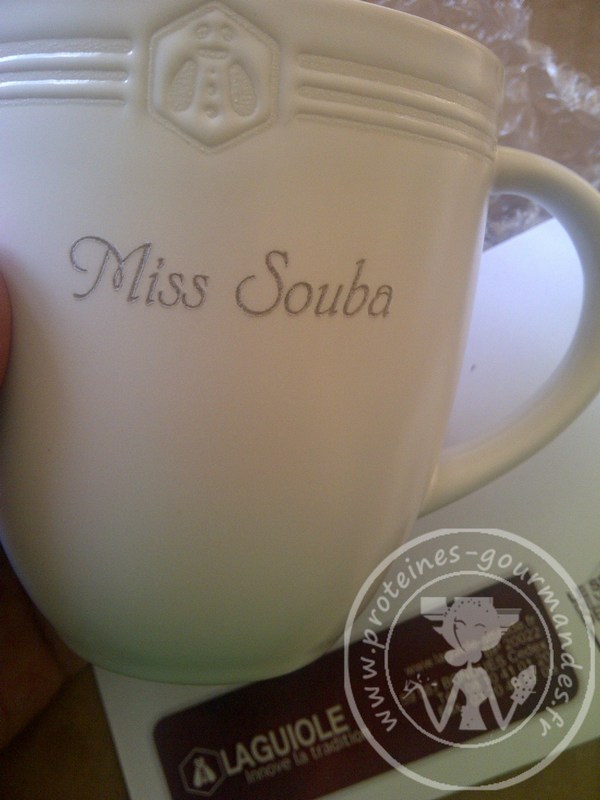 Miss Souba
LAGUIOLE
Innove la tradition
www.proteines-gourmandes.fr